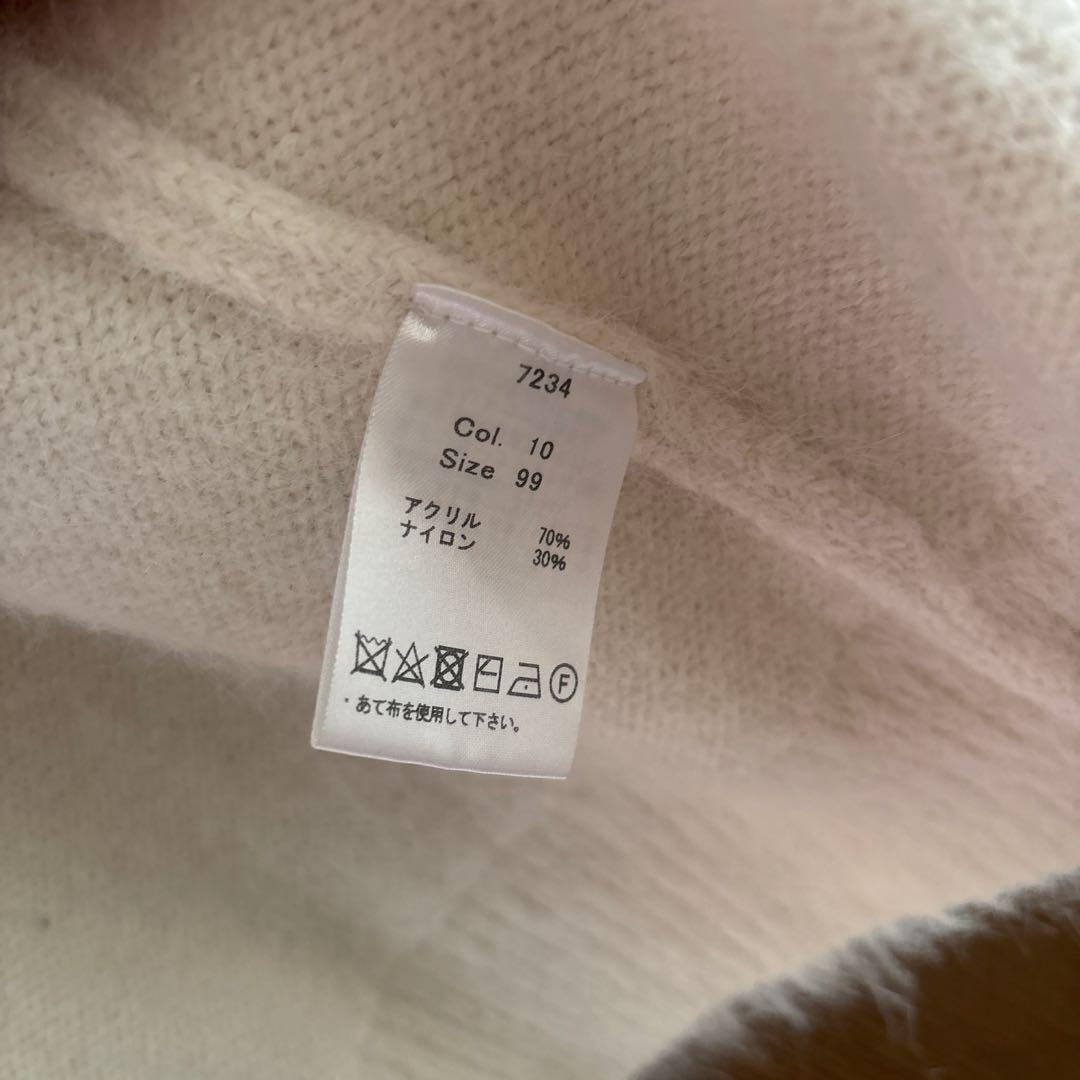 7234
Col. 10
Size 99
アクリル 70%
ナイロン 30%
F
・あて布を使用して下さい。